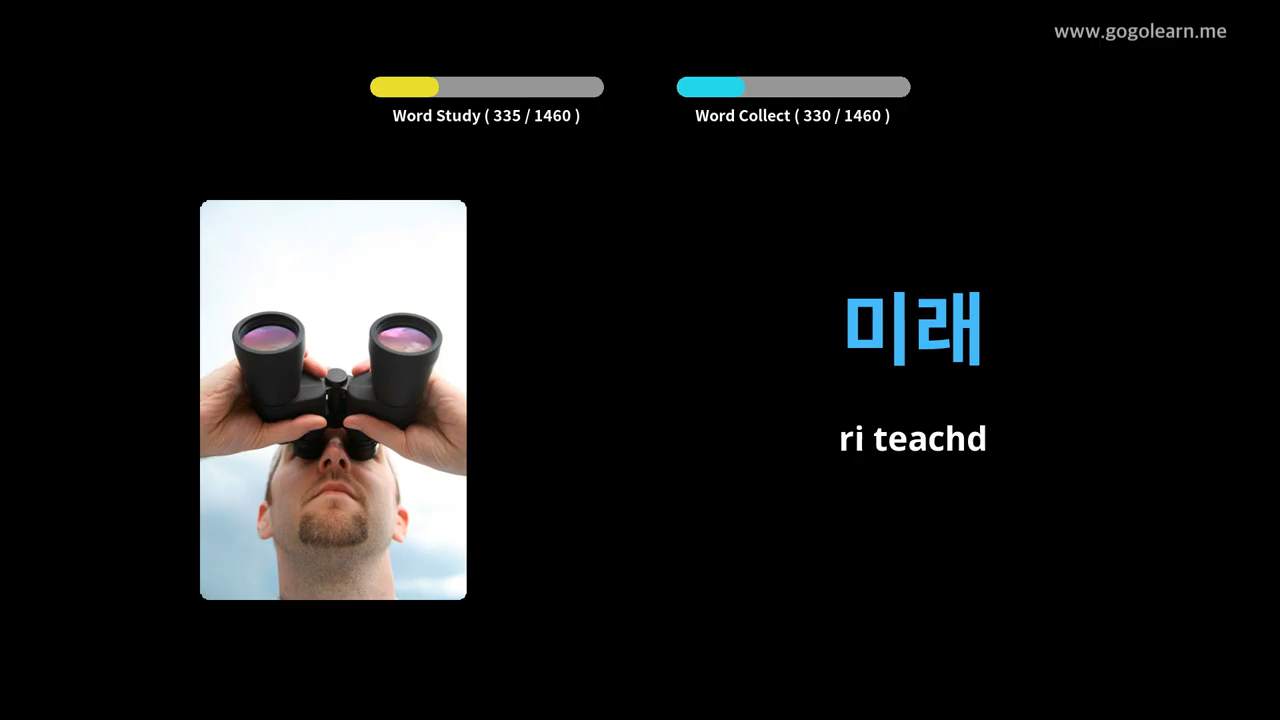 www.gogolearn.me
Word Study ( 335 / 1460 )
Word Collect ( 330 / 1460 )
미래
ri teachd